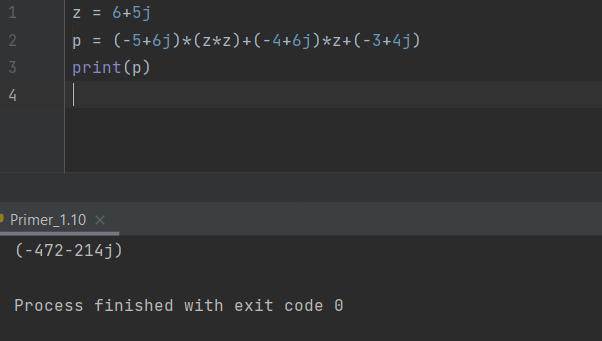 1 z = 6+5j
2 p = (-5+6j)*(z*z)+(-4+6j)*z+(-3+4j)
3 print(p)
4
Primer_1.10 ×
(-472-214j)
Process finished with exit code 0